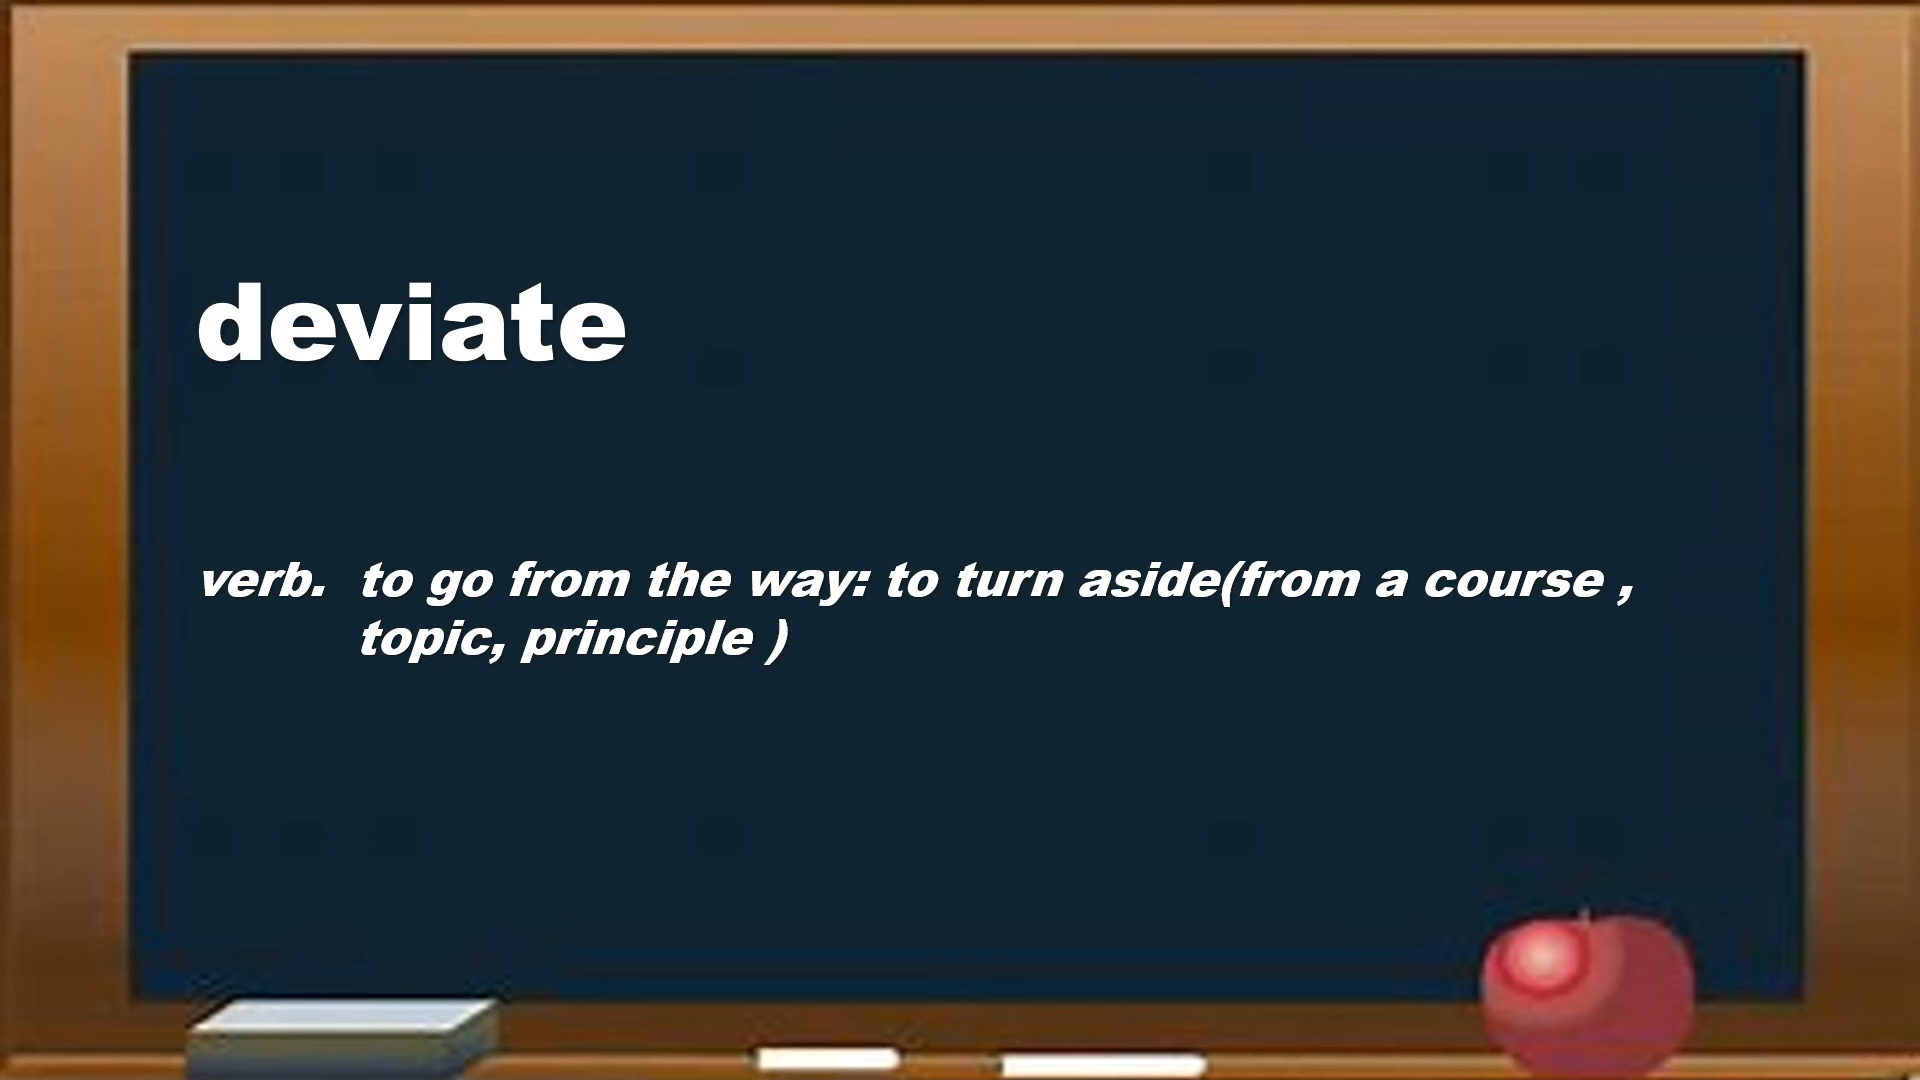 deviate
verb. to go from the way: to turn aside(from a course ,
topic, principle )